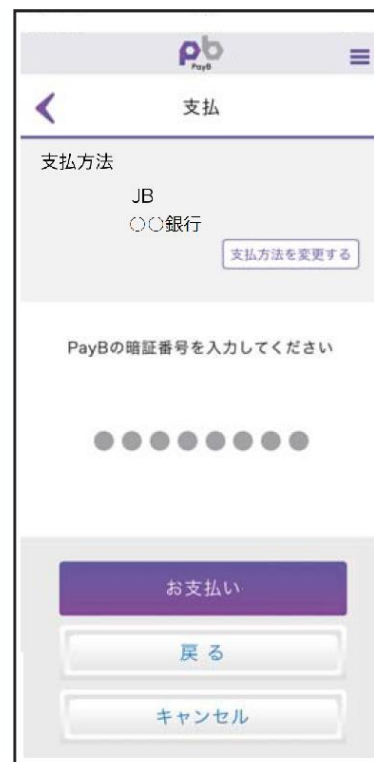 pb
PayB
支払
支払方法
JB
○○銀行
支払方法を変更する
PayBの暗証番号を入力してください
お支払い
戻る
キャンセル